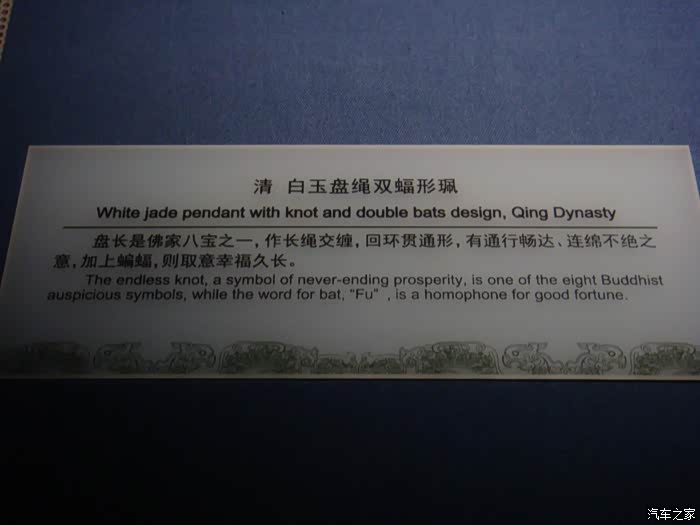 清 白玉盘绳双蝠形珮
White jade pendant with knot and double bats design, Qing Dynasty
盘长是佛家八宝之一，作长绳交缠，回环贯通形，有通行畅达、连绵不绝之
意，加上蝙蝠，则取意幸福久长。
The endless knot, a symbol of never-ending prosperity, is one of the eight Buddhist
auspicious symbols, while the word for bat, "Fu" , is a homophone for good fortune.
汽车之家